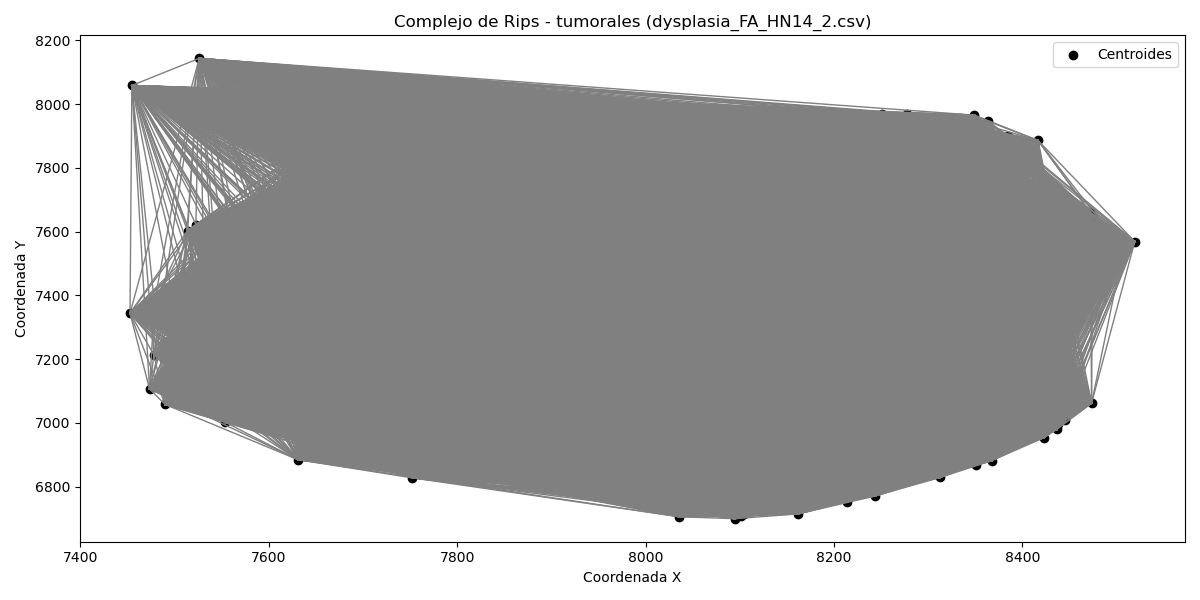 Complejo de Rips - tumorales (dysplasia_FA_HN14_2.csv)
Centroides
8200
8000
7800
7600
7400
7200
7000
6800
Coordenada Y
7400 7600 7800 8000 8200 8400
Coordenada X